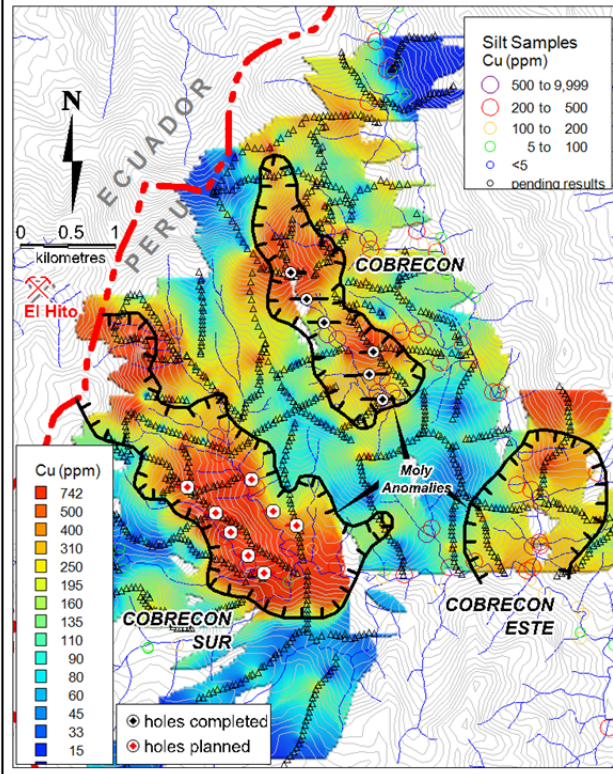 Silt Samples
Cu (ppm)
500 to 9,999
200 to 500
100 to 200
5 to 100
<5
pending results
N
ECUADOR
PERU
0 0.5 1
kilometres
El Hito
COBRECON
Moly
Anomalies
COBRECON
SUR
COBRECON
ESTE
Cu (ppm)
742
500
400
310
250
195
160
135
110
90
80
60
45
33
15
holes completed
holes planned